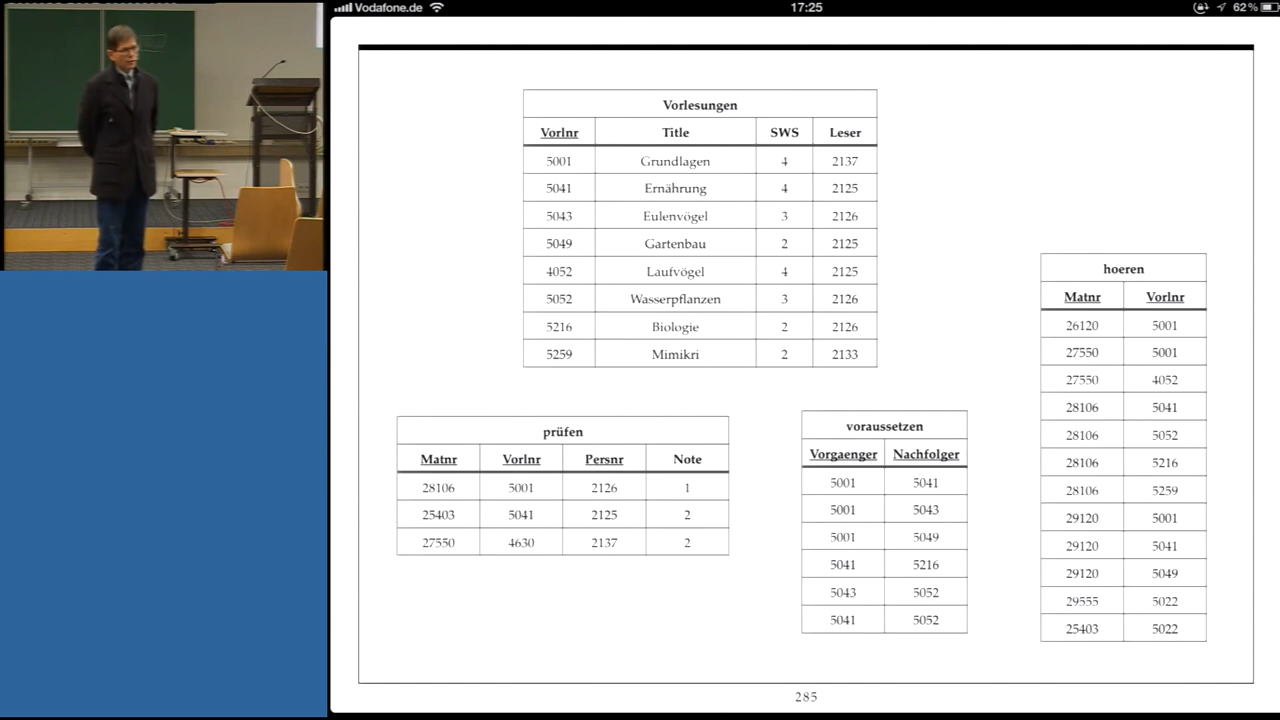 Vodafone.de
17:25
62%
Vorlesungen
Vorlnr Title SWS Leser
5001 Grundlagen 4 2137
5041 Ernährung 4 2125
5043 Eulenvögel 3 2126
5049 Gartenbau 2 2125
4052 Laufvögel 4 2125
5052 Wasserpflanzen 3 2126
5216 Biologie 2 2126
5259 Mimikri 2 2133
prüfen
Matnr Vorlnr Persnr Note
28106 5001 2126 1
25403 5041 2125 2
27550 4630 2137 2
voraussetzen
Vorgaenger Nachfolger
5001 5041
5001 5043
5001 5049
5041 5216
5043 5052
5041 5052
hoeren
Matnr Vorlnr
26120 5001
27550 5001
27550 4052
28106 5041
28106 5052
28106 5216
28106 5259
29120 5001
29120 5041
29120 5049
29555 5022
25403 5022
285